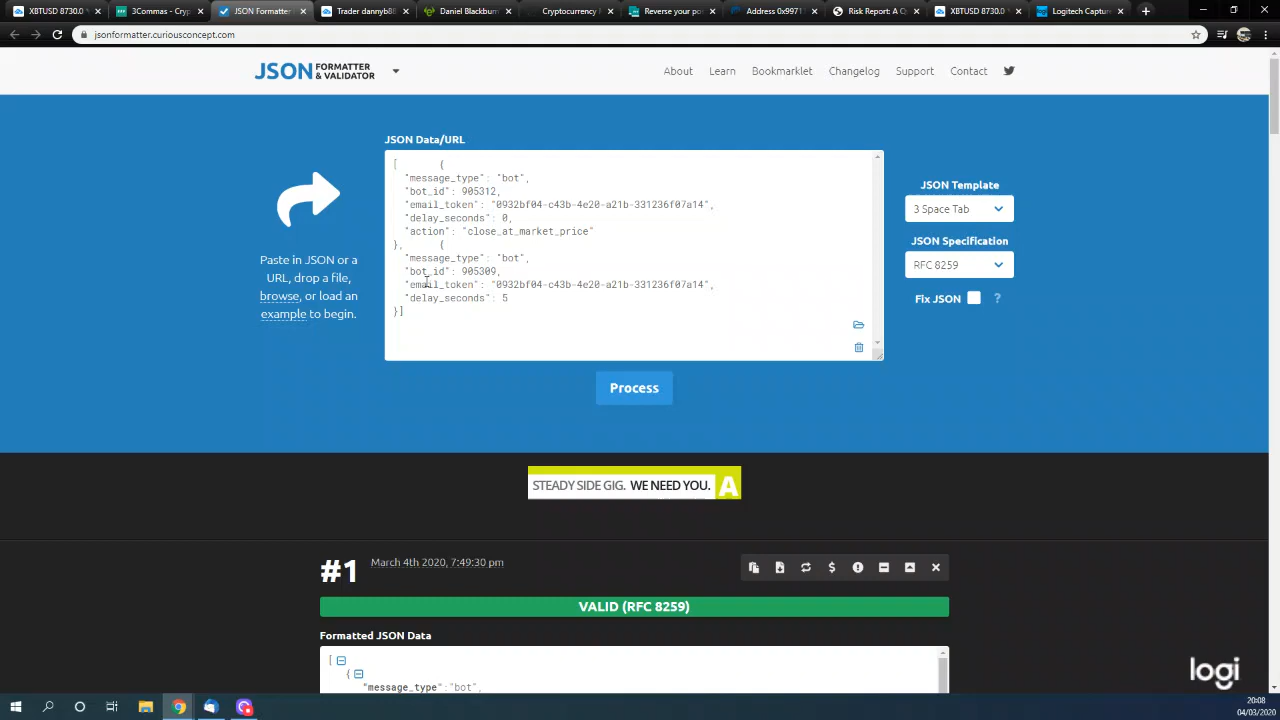 XBTUSD 8730.0
3Commas - Cryp
JSON Formatter
Trader dannyb88
Daniel Blackburn
Cryptocurrency
Reverse your po
Address 0x9971
Risk Report: A Q
XBTUSD 8730.0
Logitech Capture
jsonformatter.curiousconcept.com
JSON FORMATTER & VALIDATOR
About Learn Bookmarklet Changelog Support Contact
JSON Data/URL
[ {
"message_type": "bot",
"bot_id": 905312,
"email_token": "0932bf04-c43b-4e20-a21b-331236f07a14",
"delay_seconds": 0,
"action": "close_at_market_price"
}, {
"message_type": "bot",
"bot_id": 905309,
"email_token": "0932bf04-c43b-4e20-a21b-331236f07a14",
"delay_seconds": 5
}]
Paste in JSON or a
URL, drop a file,
browse, or load an
example to begin.
JSON Template
3 Space Tab
JSON Specification
RFC 8259
Fix JSON ?
Process
STEADY SIDE GIG. WE NEED YOU. A
#1 March 4th 2020, 7:49:30 pm
VALID (RFC 8259)
Formatted JSON Data
[
{
"message_type":"bot",
logi
20:08
04/03/2020